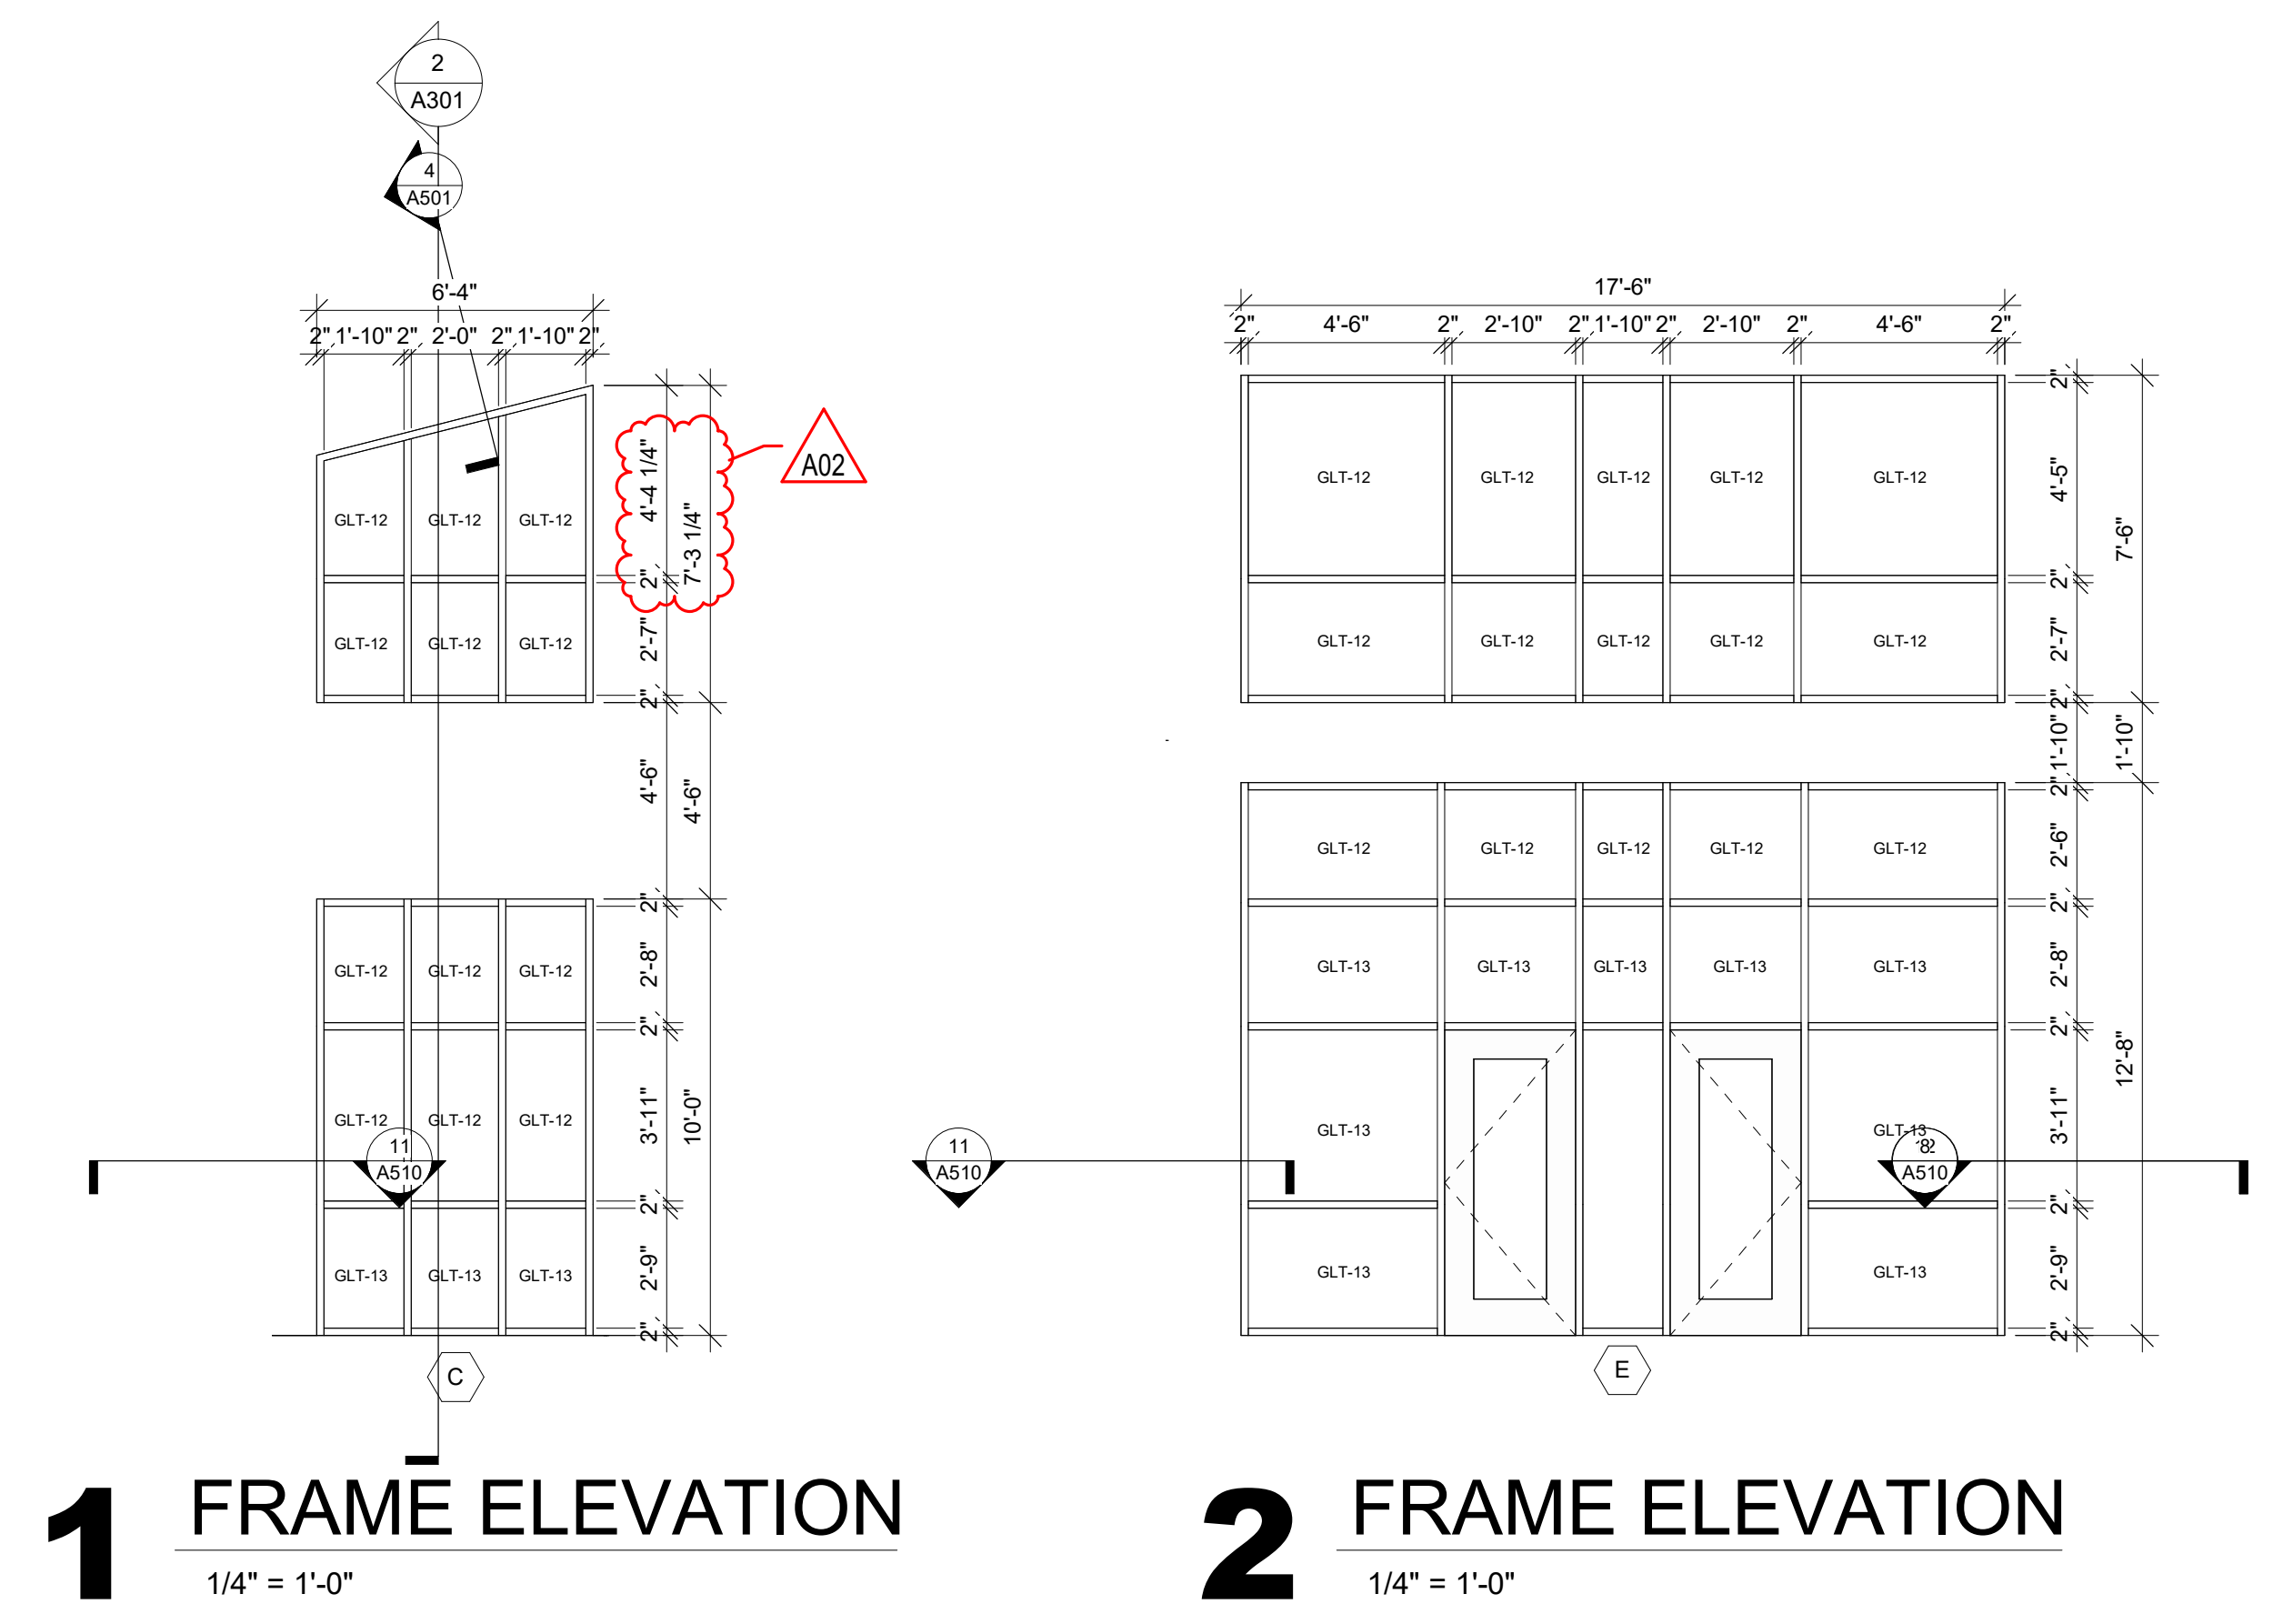 2
A301
4
A501
6'-4"
2" 1'-10" 2" 2'-0" 2" 1'-10" 2"
4'-4 1/4"
2"
2'-7"
2"
4'-6"
2"
2'-8"
2"
3'-11"
2"
2'-9"
2"
7'-3 1/4"
4'-6"
10'-0"
A02
GLT-12 GLT-12 GLT-12
GLT-12 GLT-12 GLT-12
GLT-12 GLT-12 GLT-12
GLT-12 GLT-12 GLT-12
11
A510
GLT-13 GLT-13 GLT-13
C
1 FRAME ELEVATION
1/4" = 1'-0"
17'-6"
2" 4'-6" 2" 2'-10" 2" 1'-10" 2" 2'-10" 2" 4'-6" 2"
GLT-12 GLT-12 GLT-12 GLT-12 GLT-12
GLT-12 GLT-12 GLT-12 GLT-12 GLT-12
GLT-12 GLT-12 GLT-12 GLT-12 GLT-12
GLT-13 GLT-13 GLT-13 GLT-13 GLT-13
GLT-13 GLT-13
11
A510
A510
GLT-13 GLT-13
2"
4'-5"
2"
2'-7"
2"
1'-10"
2"
2'-6"
2"
2'-8"
2"
3'-11"
2"
2'-9"
2"
7'-6"
1'-10"
12'-8"
E
2 FRAME ELEVATION
1/4" = 1'-0"